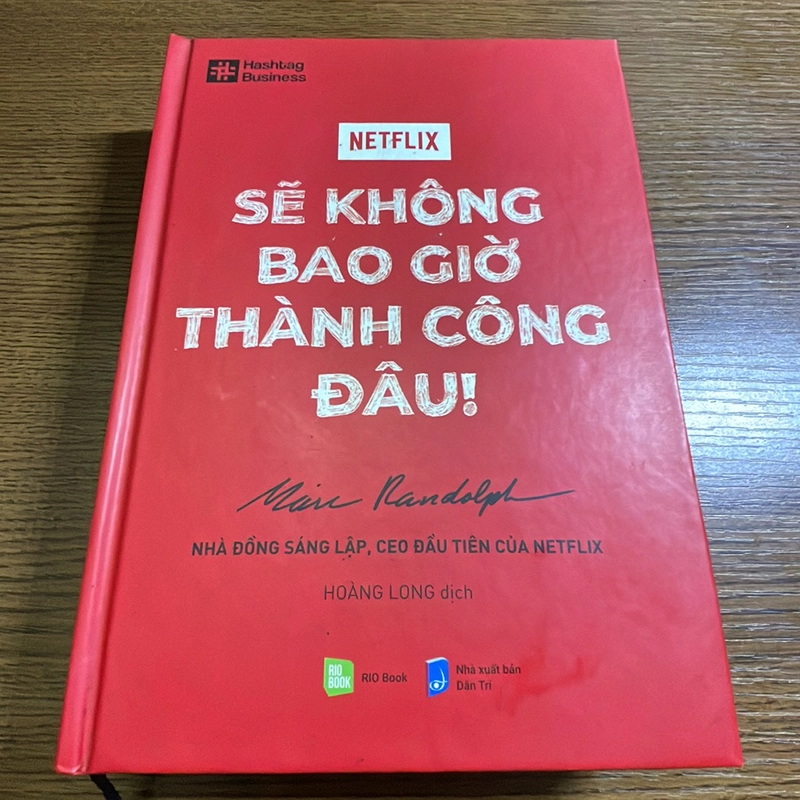 Hashtag
Business
NETFLIX
SẼ KHÔNG
BAO GIỜ
THÀNH CÔNG
ĐÂU!
Marc Randolph
NHÀ ĐỒNG SÁNG LẬP, CEO ĐẦU TIÊN CỦA NETFLIX
HOÀNG LONG dịch
RIO
BOOK
RIO Book
Nhà xuất bản
Dân Trí